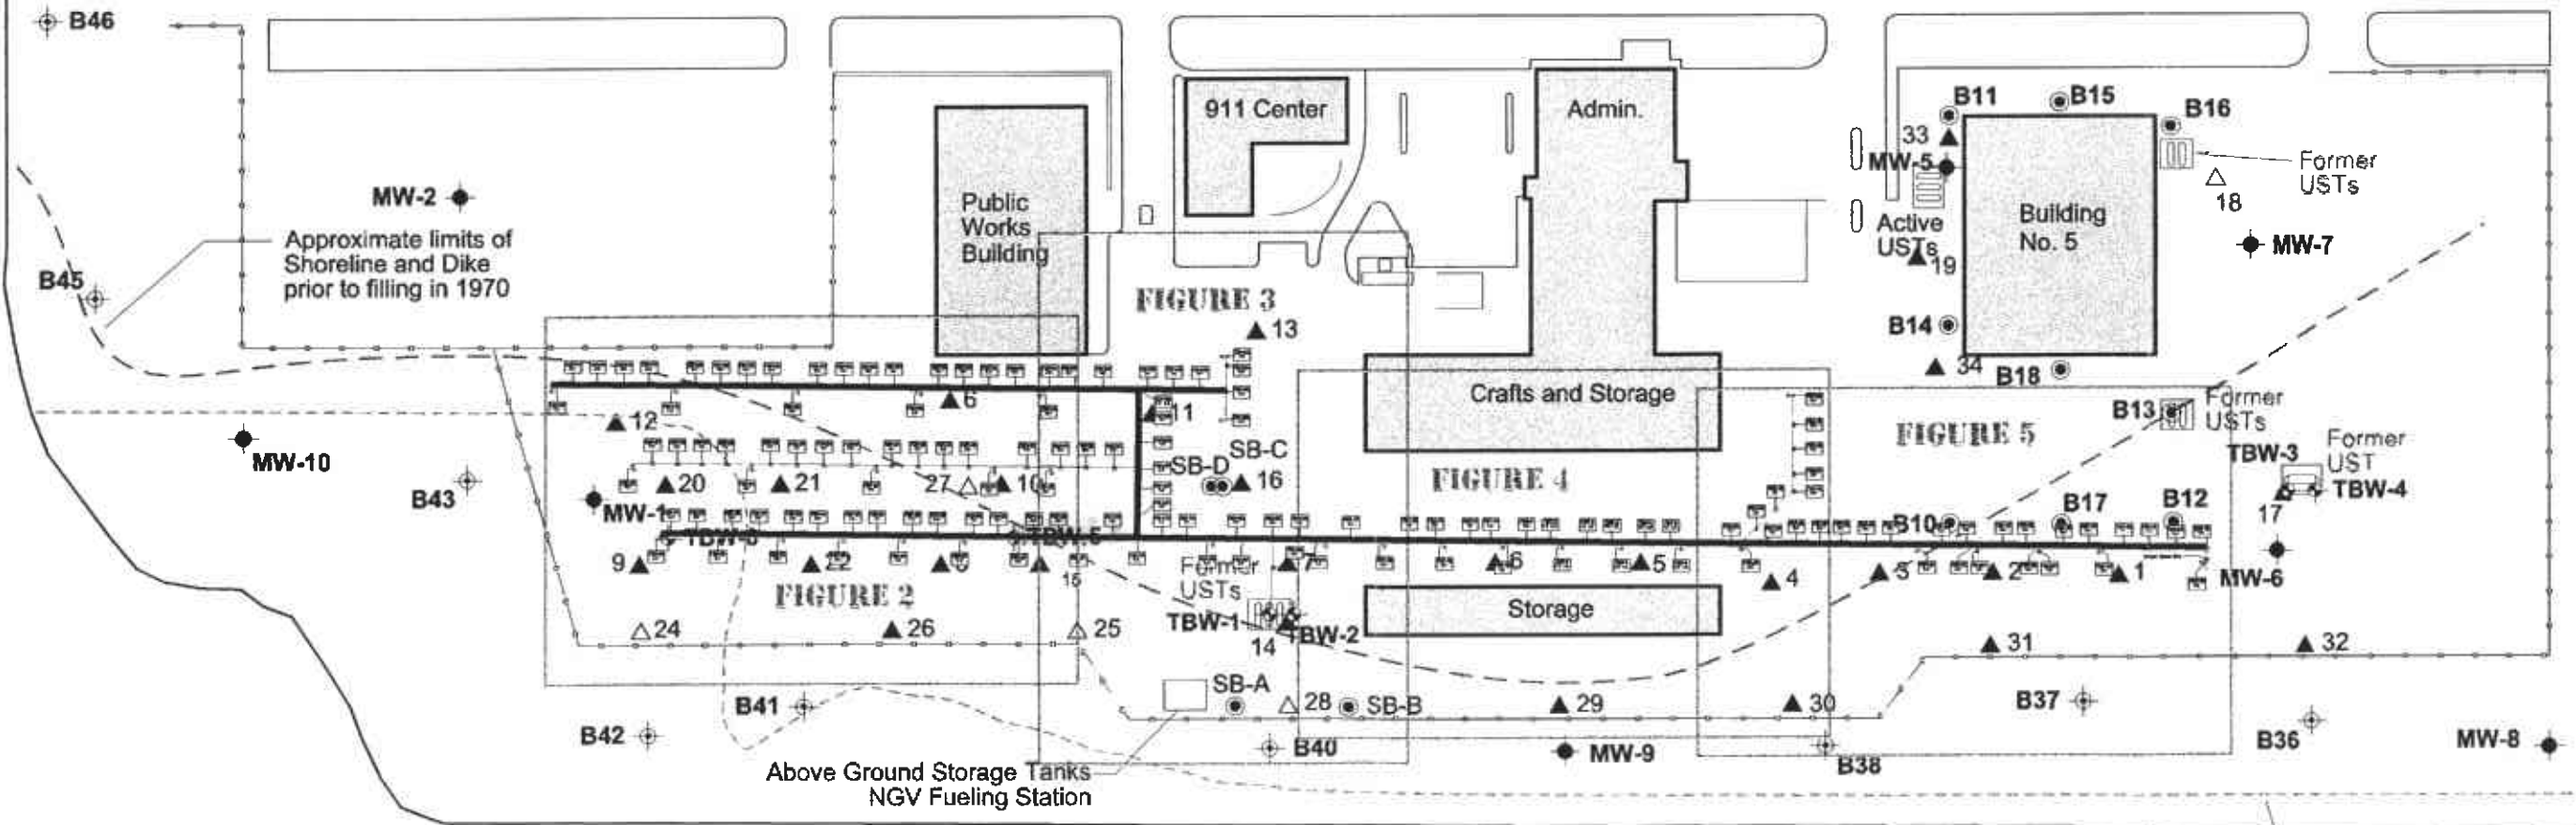 B46
B11
B15
B16
911 Center
Admin.
33
MW-5
Former
USTs
18
MW-2
Public
Works
Building
Active
USTs
19
Building
No. 5
MW-7
Approximate limits of
Shoreline and Dike
prior to filling in 1970
B45
FIGURE 3
13
B14
34
B18
12
6
11
Crafts and Storage
B13
Former
USTs
FIGURE 5
MW-10
B43
SB-C
SB-D
16
FIGURE 4
TBW-3
Former
UST
TBW-4
17
20
21
27
10
MW-1
B10
B17
B12
TBW-5
9
22
15
Former
USTs
7
6
5
4
3
2
1
MW-6
FIGURE 2
Storage
TBW-1
TBW-2
14
24
26
25
31
32
SB-A
28
SB-B
29
30
B37
B41
B42
B40
MW-9
B38
B36
MW-8
Above Ground Storage Tanks
NGV Fueling Station